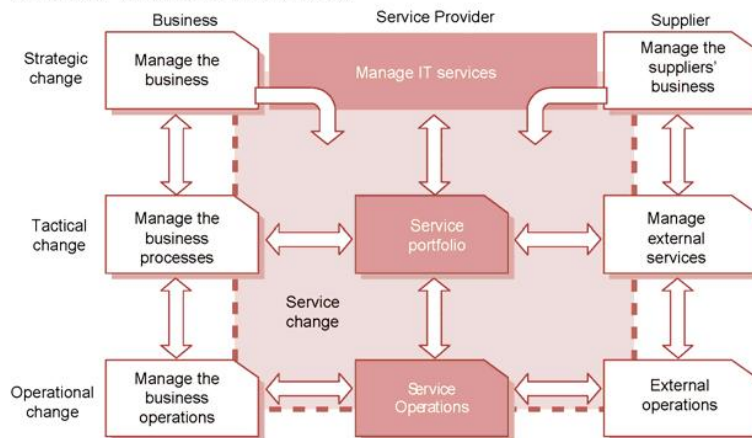 Business
Service Provider
Supplier
Strategic
change
Manage the
business
Manage IT services
Manage the
suppliers'
business
Tactical
change
Manage the
business
processes
Service
portfolio
Manage
external
services
Service
change
Operational
change
Manage the
business
operations
Service
Operations
External
operations